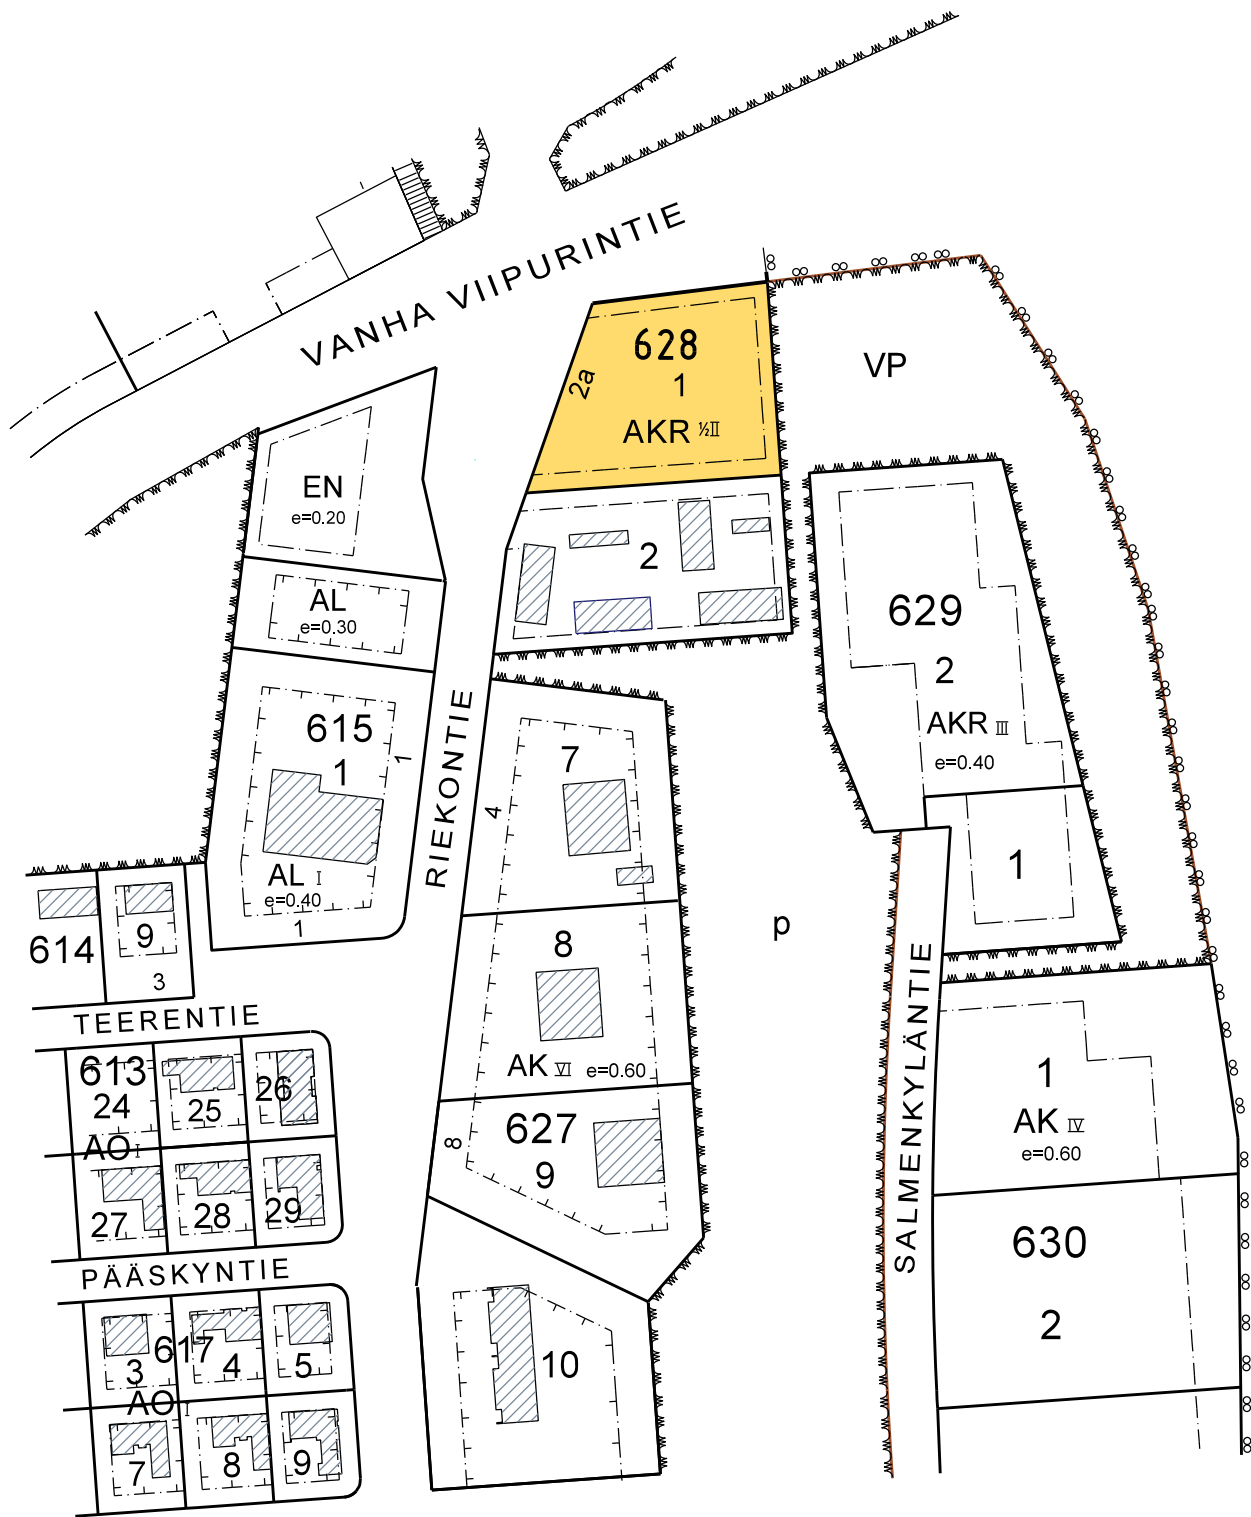 VANHA VIIPURINTIE
628
2a
1
AKR ½II
VP
EN
e=0.20
2
AL
e=0.30
629
2
AKR III
e=0.40
615
1
1
RIEKONTIE
7
4
AL I
e=0.40
1
1
614
9
3
8
p
SALMENKYLÄNTIE
TEERENTIE
613
24
25
26
AO I
27
28
29
AK VI e=0.60
627
8
9
1
AK IV
e=0.60
630
2
PÄÄSKYNTIE
617
3
4
5
AO I
7
8
9
10